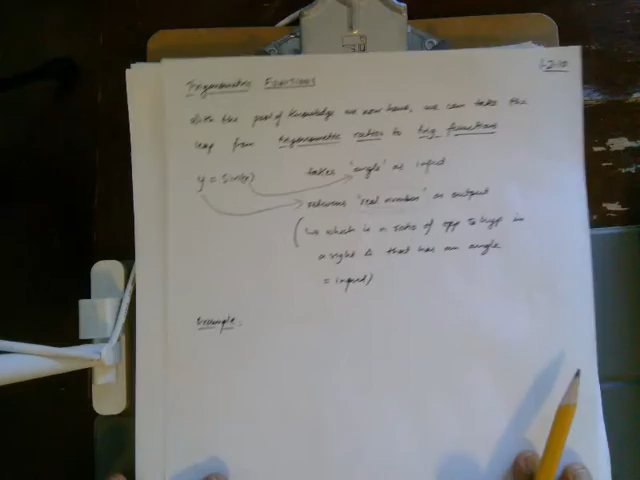 Trigonometric Functions
With the pool of knowledge we now have, we can take the
leap from trigonometric ratios to trig functions
y = Sin(x) takes 'angle' as input
returns 'real number' as output
(↳ which is a ratio of opp to hyp in
a right Δ that has an angle
= input)
Example: